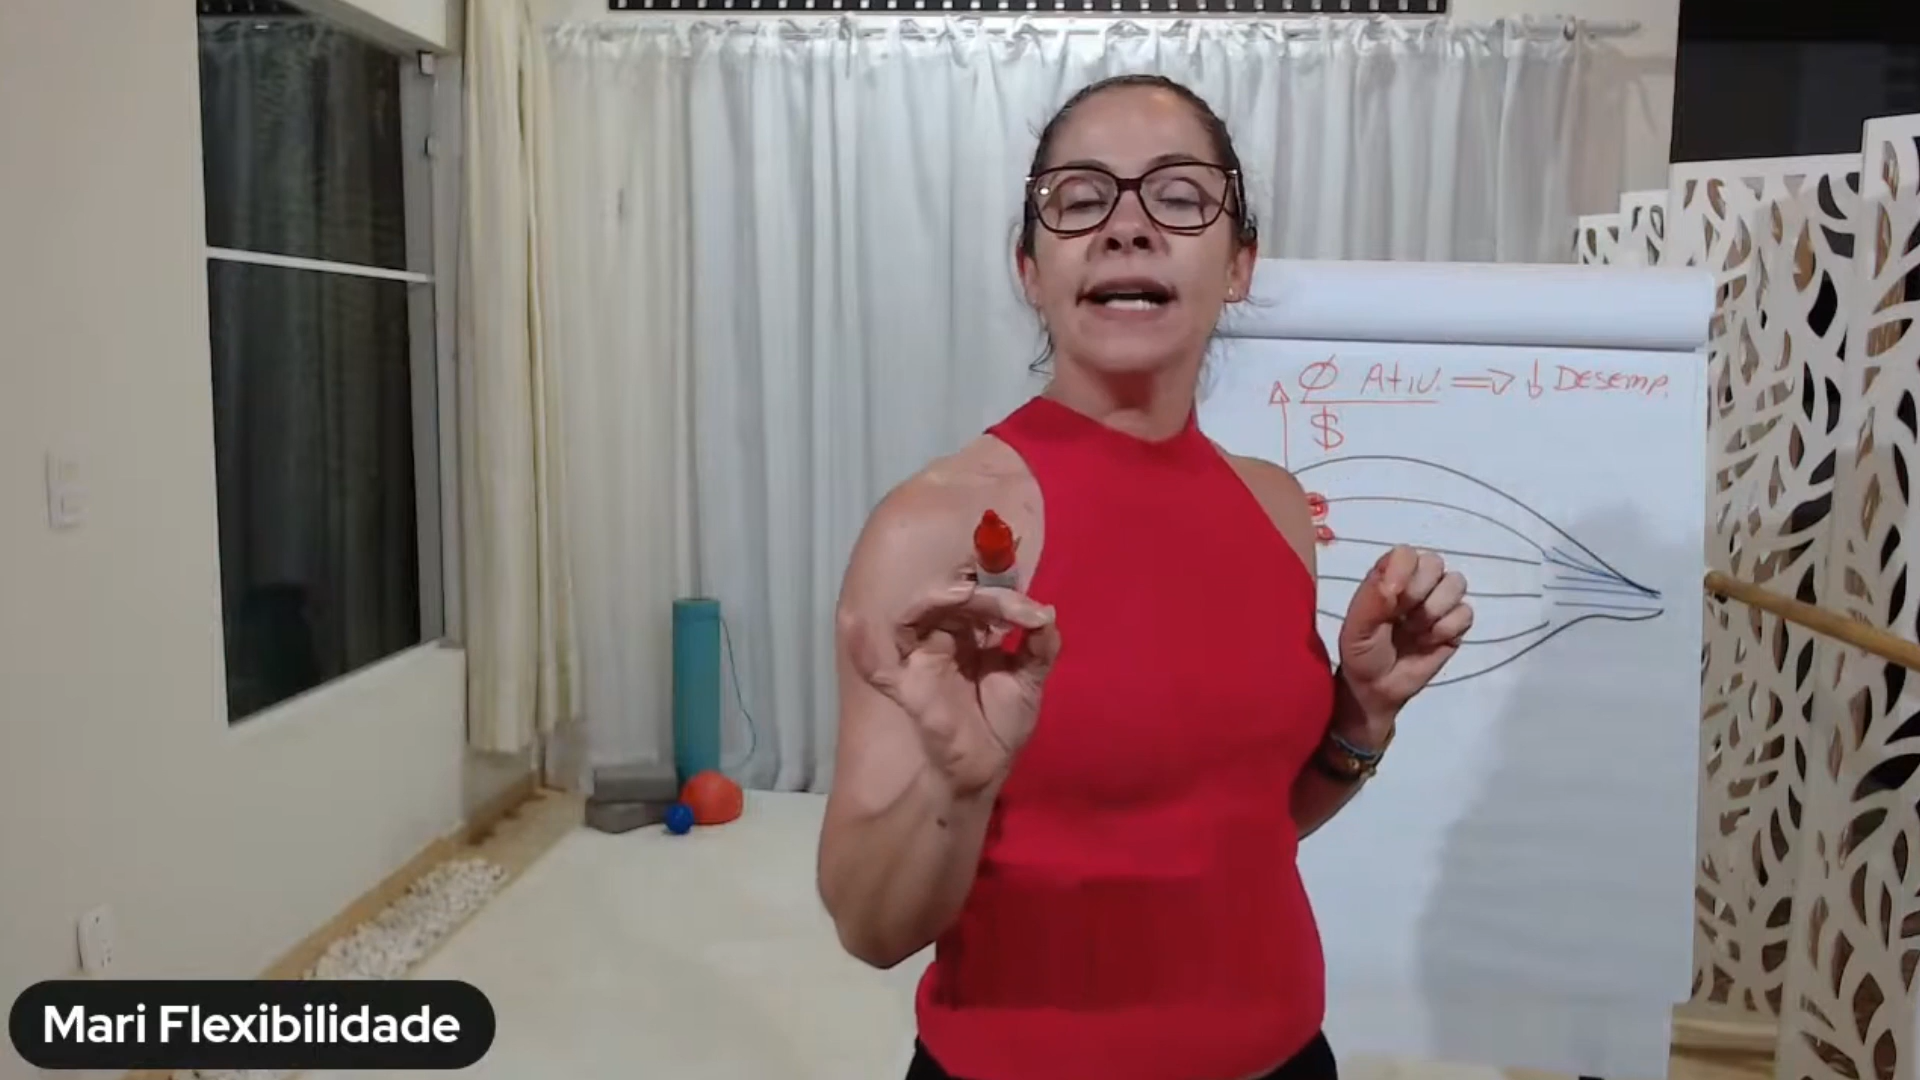 Ø Ativ. => ↓ Desemp.
$
Mari Flexibilidade